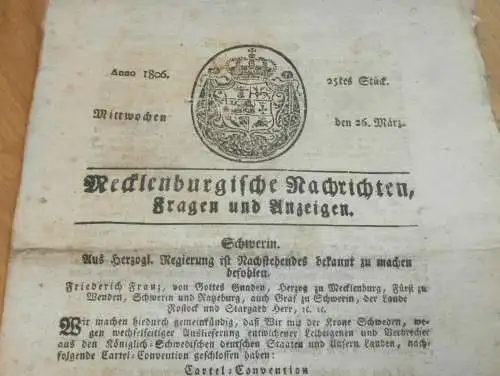 Anno 1806.
25tes Stück.
Mittwochen
den 26. März.
Mecklenburgische Nachrichten,
Fragen und Anzeigen.
Schwerin.
Aus Herzogl. Regierung ist Nachstehendes bekannt zu machen
befohlen.
Friederich Franz, von Gottes Gnaden, Herzog zu Mecklenburg, Fürst zu
Wenden, Schwerin und Ratzeburg, auch Graf zu Schwerin, der Lande
Rostock und Stargard Herr, ꝛc. ꝛc.
Wir machen hiedurch gemeinkündig, daß Wir mit der Krone Schweden, we-
gen wechselseitiger Auslieferung entwichener Leibeigenen und Verbrecher
aus den Königlich-Schwedischen deutschen Staaten und Unsern Landen, nach-
folgende Cartel-Convention geschlossen haben:
Cartel-Convention